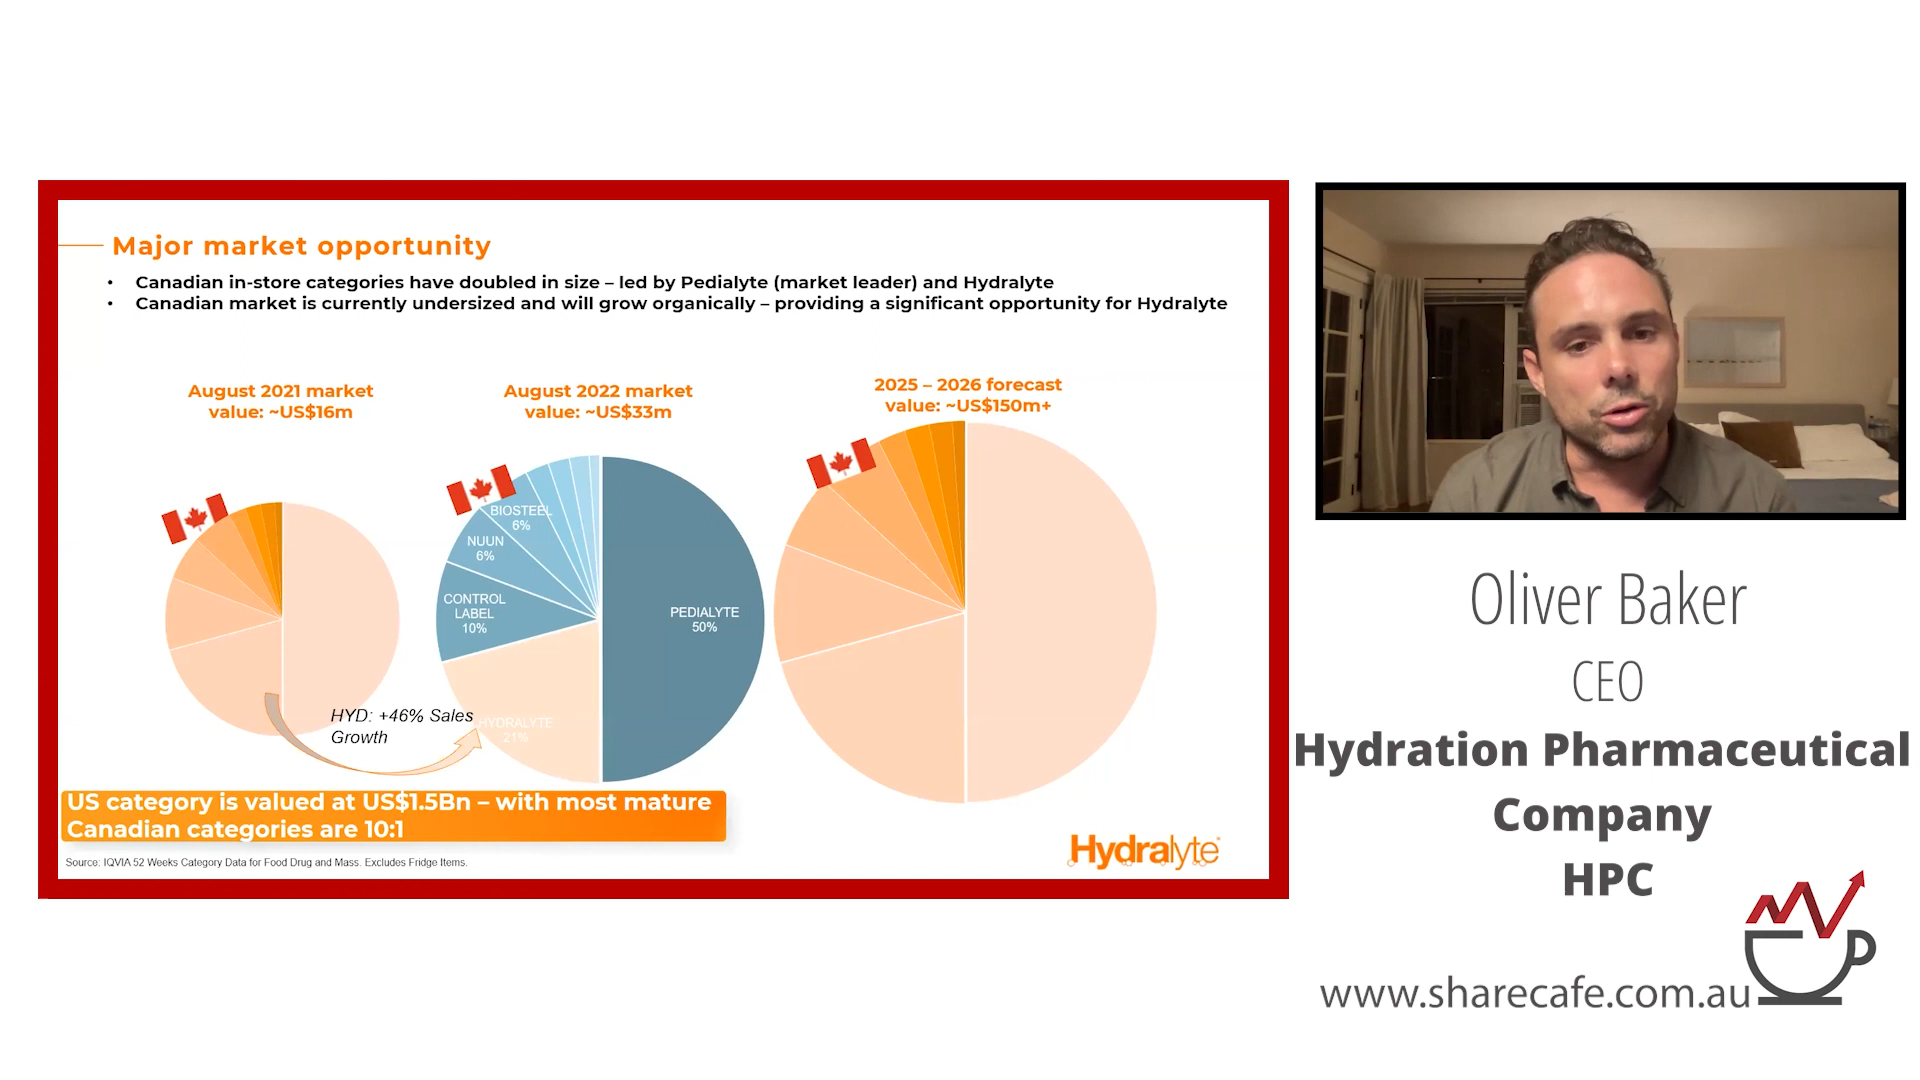 Major market opportunity
• Canadian in-store categories have doubled in size – led by Pedialyte (market leader) and Hydralyte
• Canadian market is currently undersized and will grow organically – providing a significant opportunity for Hydralyte
August 2021 market
value: ~US$16m
August 2022 market
value: ~US$33m
2025 – 2026 forecast
value: ~US$150m+
BIOSTEEL
6%
NUUN
6%
CONTROL
LABEL
10%
PEDIALYTE
50%
HYDRALYTE
21%
HYD: +46% Sales
Growth
US category is valued at US$1.5Bn – with most mature
Canadian categories are 10:1
Source: IQVIA 52 Weeks Category Data for Food Drug and Mass. Excludes Fridge Items.
Hydralyte
Oliver Baker
CEO
Hydration Pharmaceutical
Company
HPC
www.sharecafe.com.au